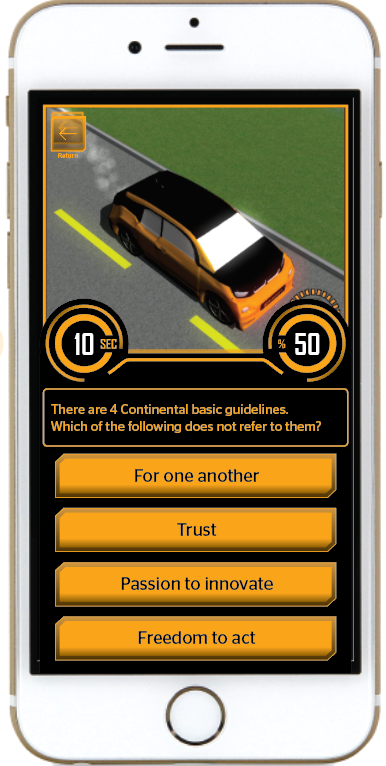 Return
10 SEC
% 50
There are 4 Continental basic guidelines.
Which of the following does not refer to them?
For one another
Trust
Passion to innovate
Freedom to act